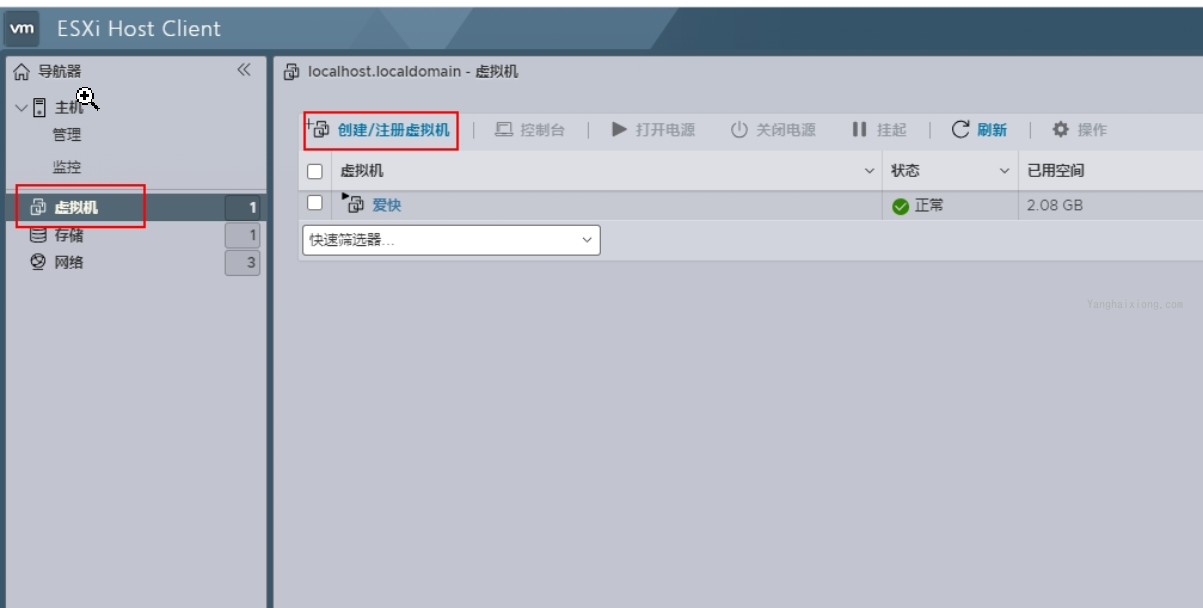 vm ESXi Host Client
导航器
主机
管理
监控
虚拟机 1
存储 1
网络 3
localhost.localdomain - 虚拟机
创建/注册虚拟机 | 控制台 | 打开电源 关闭电源 挂起 | 刷新 | 操作
虚拟机 状态 已用空间
爱快 正常 2.08 GB
快速筛选器...
Yanghaixiong.com